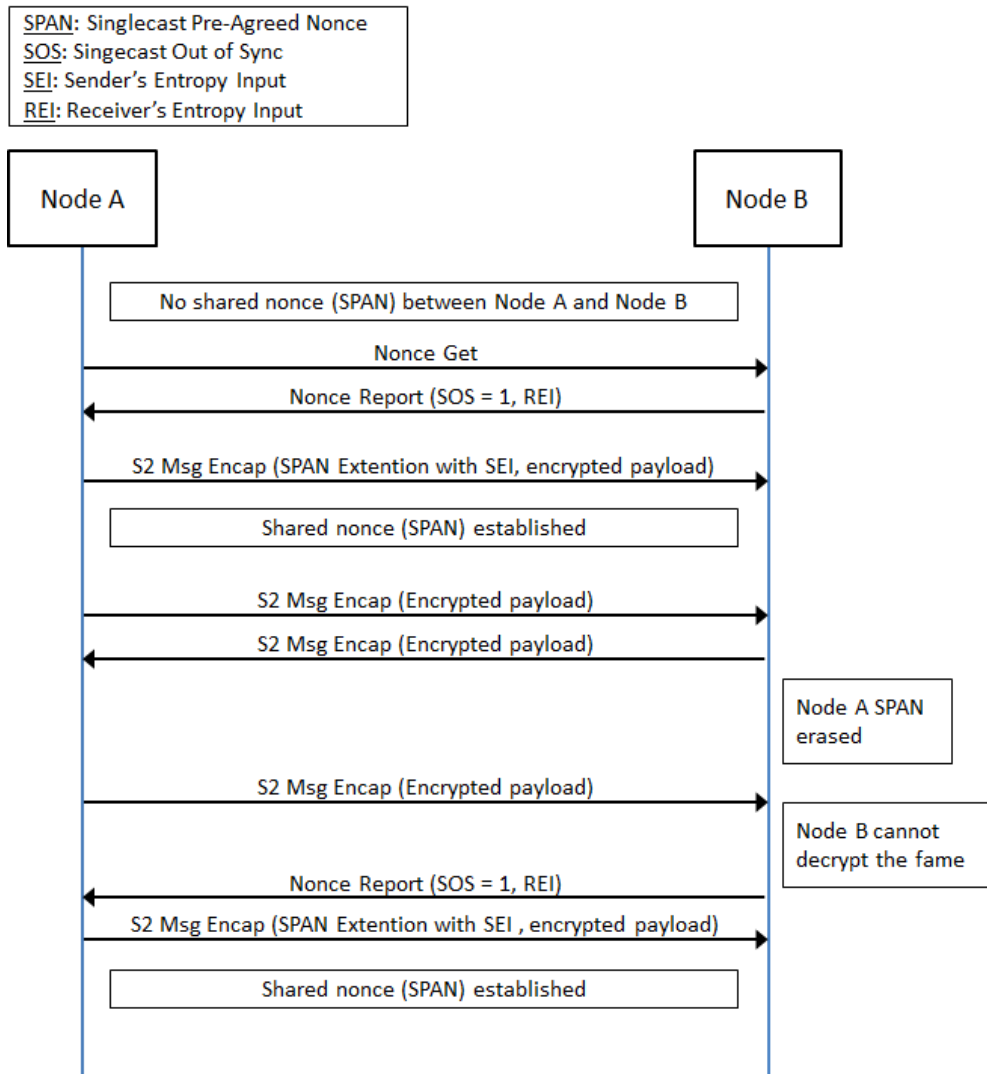 SPAN: Singlecast Pre-Agreed Nonce
SOS: Singecast Out of Sync
SEI: Sender's Entropy Input
REI: Receiver's Entropy Input
Node A
Node B
No shared nonce (SPAN) between Node A and Node B
Nonce Get
Nonce Report (SOS = 1, REI)
S2 Msg Encap (SPAN Extention with SEI, encrypted payload)
Shared nonce (SPAN) established
S2 Msg Encap (Encrypted payload)
S2 Msg Encap (Encrypted payload)
Node A SPAN
erased
S2 Msg Encap (Encrypted payload)
Node B cannot
decrypt the fame
Nonce Report (SOS = 1, REI)
S2 Msg Encap (SPAN Extention with SEI , encrypted payload)
Shared nonce (SPAN) established